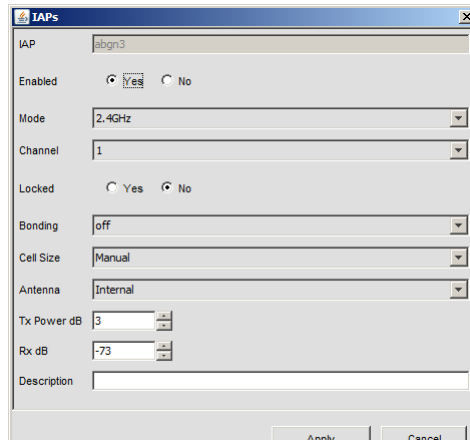 IAPs
IAP abgn3
Enabled Yes No
Mode 2.4GHz
Channel 1
Locked Yes No
Bonding off
Cell Size Manual
Antenna Internal
Tx Power dB 3
Rx dB -73
Description
Apply Cancel